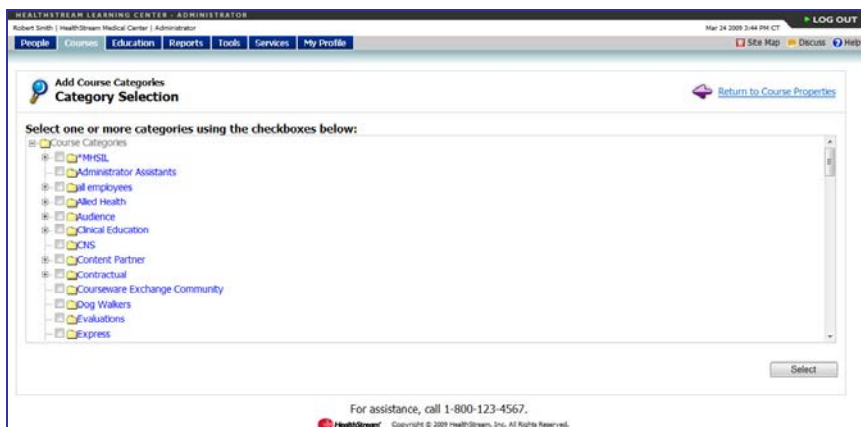 HEALTHSTREAM LEARNING CENTER - ADMINISTRATOR
LOG OUT
Robert Smith | HealthStream Medical Center | Administrator
Mar 24 2009 3:44 PM CT
People Courses Education Reports Tools Services My Profile
Site Map Discuss Help
Add Course Categories
Category Selection
Return to Course Properties
Select one or more categories using the checkboxes below:
Course Categories
*MHSIL
Administrator Assistants
all employees
Allied Health
Audience
Clinical Education
CNS
Content Partner
Contractual
Courseware Exchange Community
Dog Walkers
Evaluations
Express
Select
For assistance, call 1-800-123-4567.
HealthStream Copyright © 2009 HealthStream, Inc. All Rights Reserved.